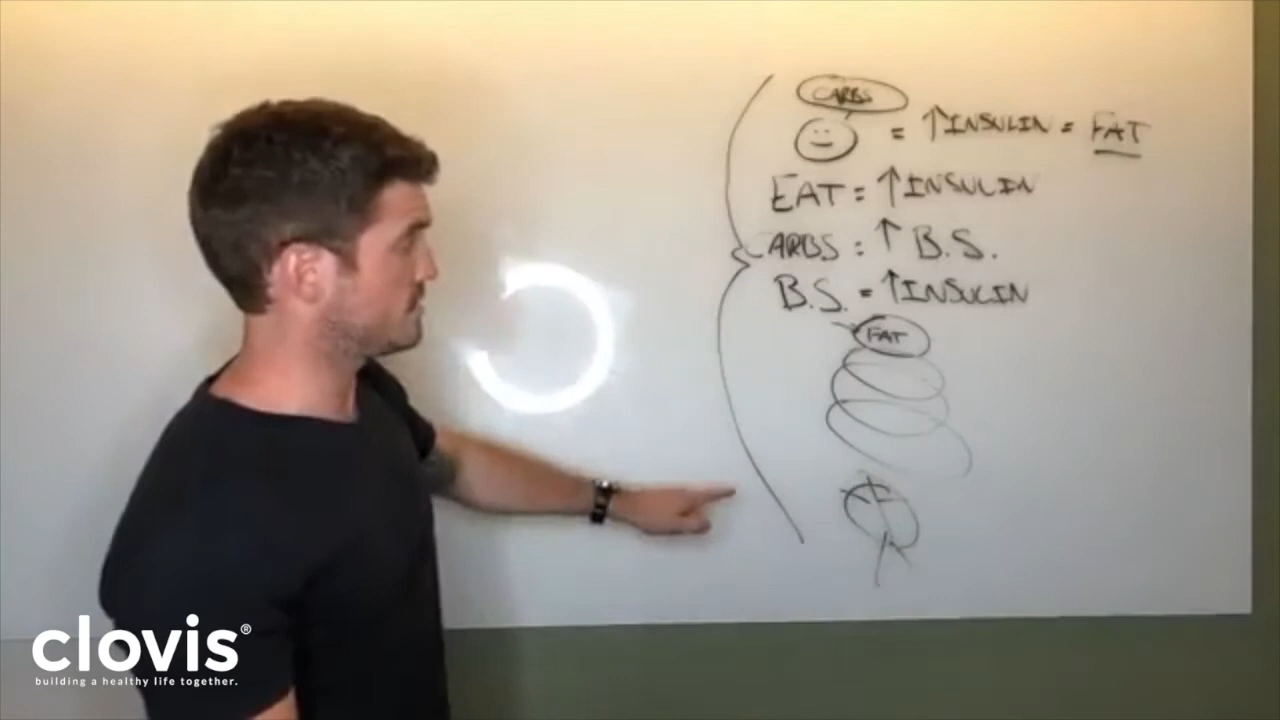 CARBS
= ↑INSULIN = FAT
EAT = ↑INSULIN
CARBS = ↑ B.S.
B.S. = ↑INSULIN
FAT
clovis®
building a healthy life together.